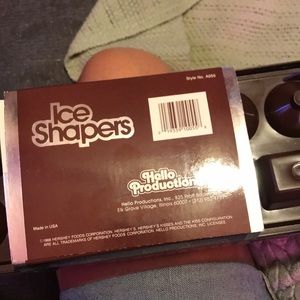 Style No. A056
Ice
Shapers
Hello
Productions
Hello Productions, Inc.
Elk Grove Village, Illinois 60007 • (312)
Made in USA
HERSHEY FOODS CORPORATION HERSHEY'S, HERSHEY'S KISSES AND THE KISS CONFIGURATION
ARE ALL TRADEMARKS OF HERSHEY FOODS CORPORATION. HELLO PRODUCTIONS, INC. LICENSEE.